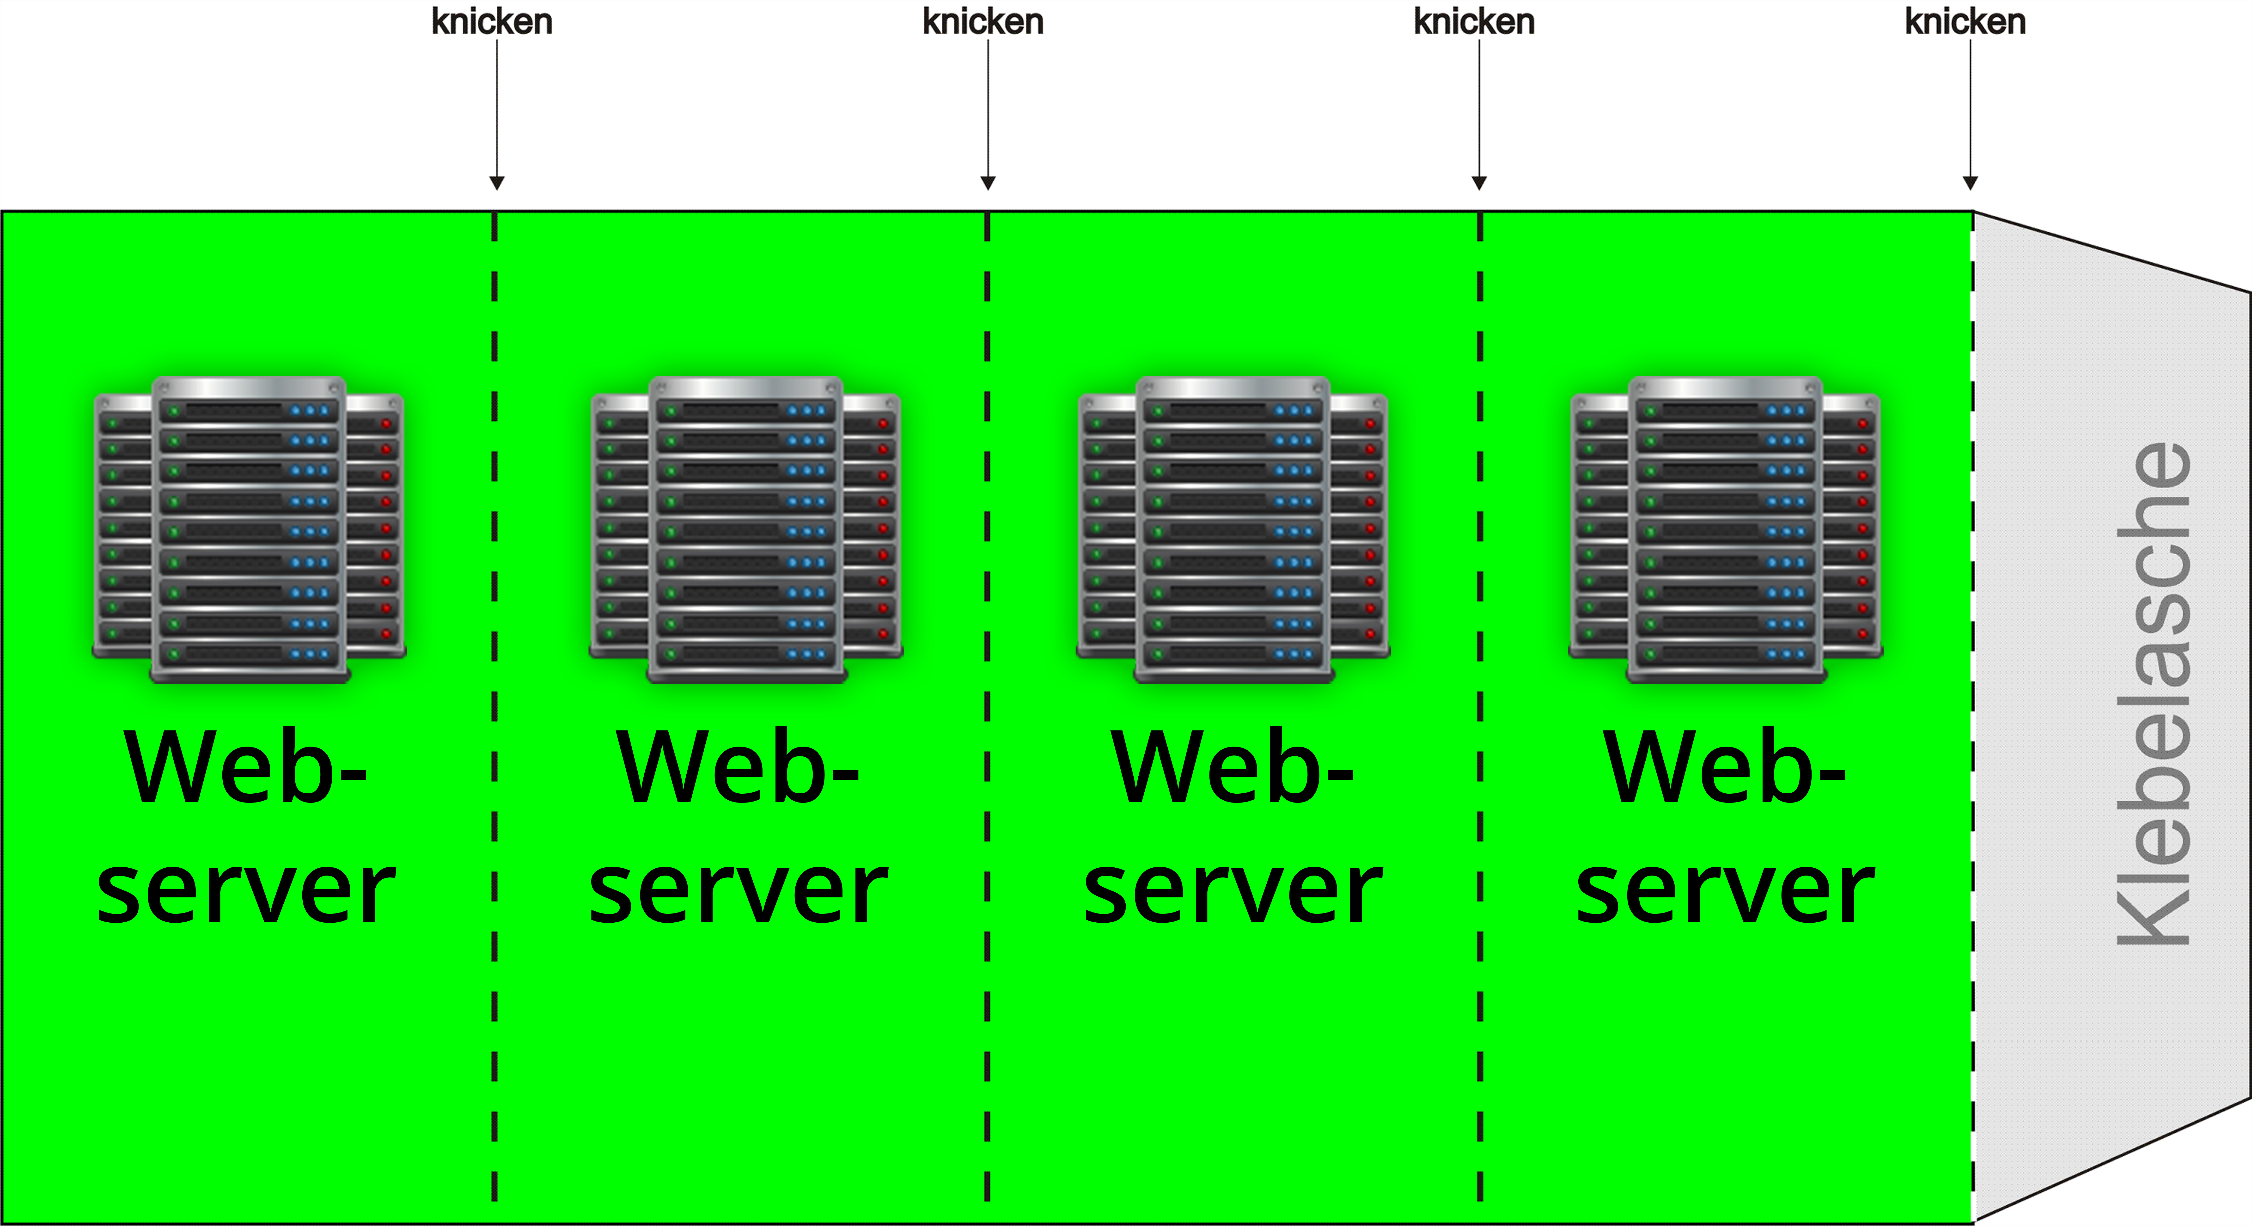 knicken knicken knicken knicken
Web- Web- Web- Web-
server server server server
Klebelasche